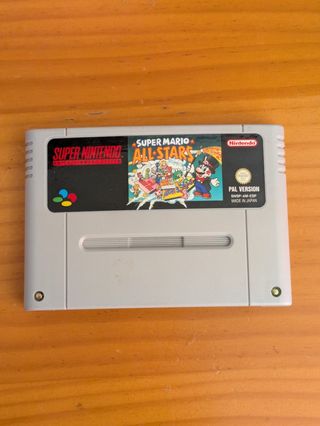 SUPER NINTENDO
ENTERTAINMENT SYSTEM
SUPER MARIO
ALL-STARS
Nintendo
PAL VERSION
SNSP-4M-ESP
MADE IN JAPAN